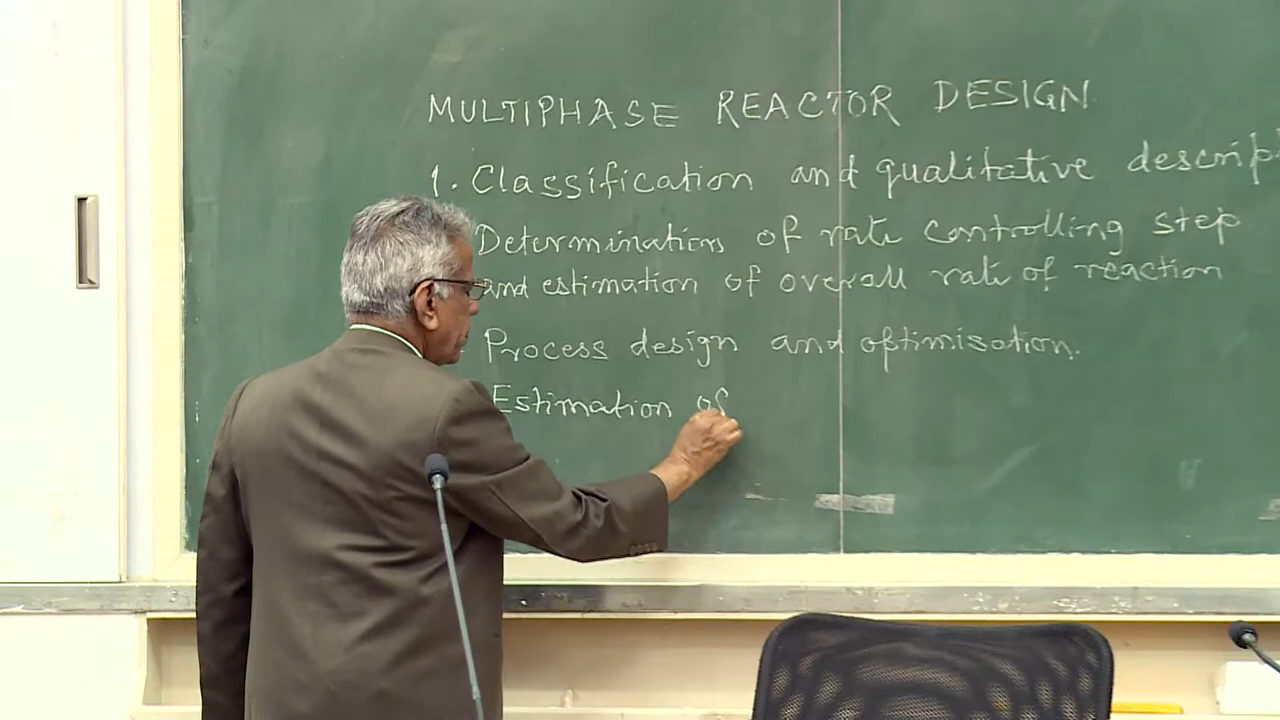 MULTIPHASE REACTOR DESIGN
1. Classification and qualitative descrip
Determination of rate controlling step
and estimation of overall rate of reaction
Process design and optimisation.
Estimation of